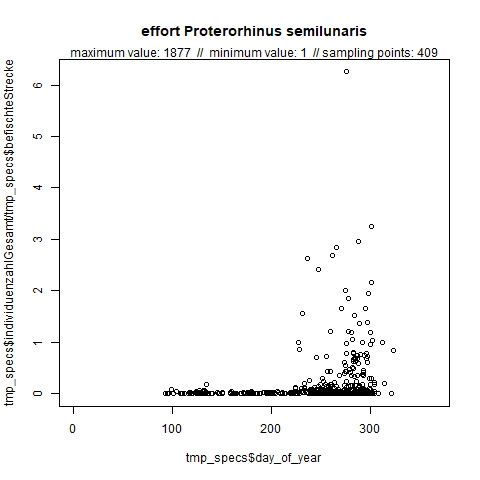 effort Proterorhinus semilunaris
maximum value: 1877 // minimum value: 1 // sampling points: 409
tmp_specs$individuenzahlGesamt/tmp_specs$befischteStrecke
6
5
4
3
2
1
0
0 100 200 300
tmp_specs$day_of_year